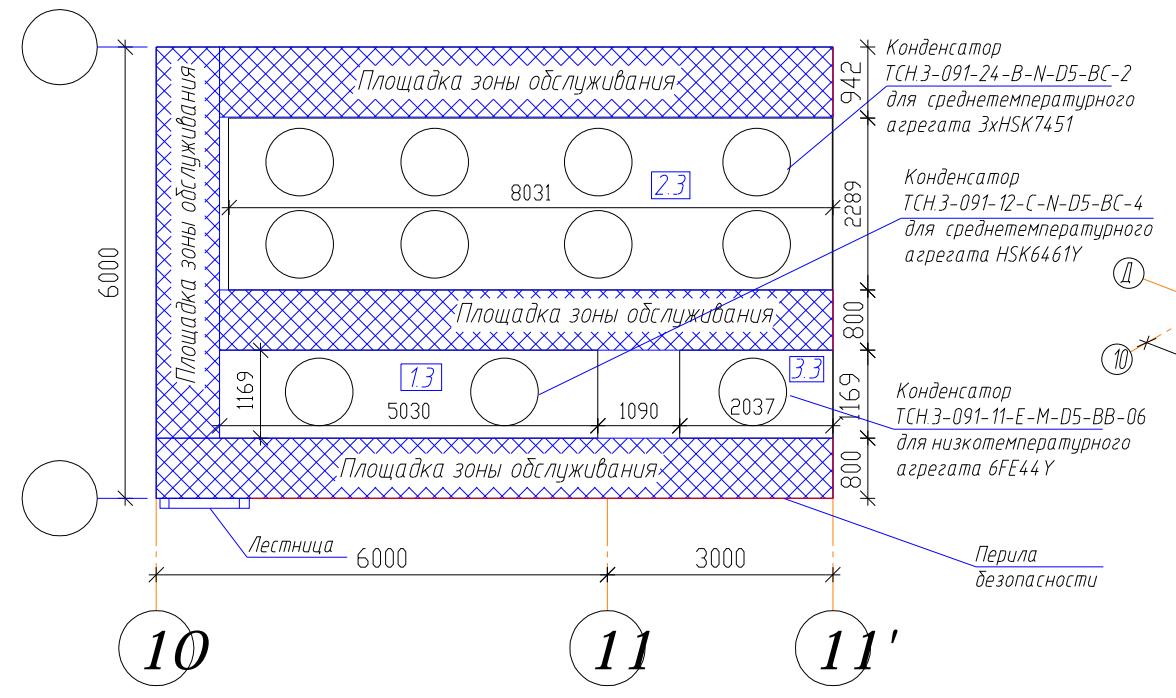 Площадка зоны обслуживания
Площадка зоны обслуживания
942
Конденсатор
ТСН.3-091-24-B-N-D5-BC-2
для среднетемпературного
агрегата 3xHSK7451
2.3
8031
2289
Конденсатор
ТСН.3-091-12-C-N-D5-BC-4
для среднетемпературного
агрегата HSK6461Y
6000
Площадка зоны обслуживания
800
Д
10
1169
1.3
5030
1090
2037
3.3
1169
Конденсатор
ТСН.3-091-11-E-M-D5-BB-06
для низкотемпературного
агрегата 6FE44Y
Площадка зоны обслуживания
800
Лестница
6000
3000
Перила
безопасности
10
11
11'